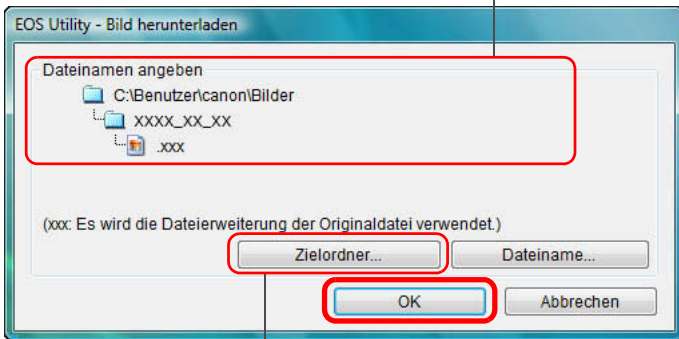 EOS Utility - Bild herunterladen
Dateinamen angeben
C:\Benutzer\canon\Bilder
XXXX_XX_XX
.xxx
(xxx: Es wird die Dateierweiterung der Originaldatei verwendet.)
Zielordner... Dateiname...
OK Abbrechen